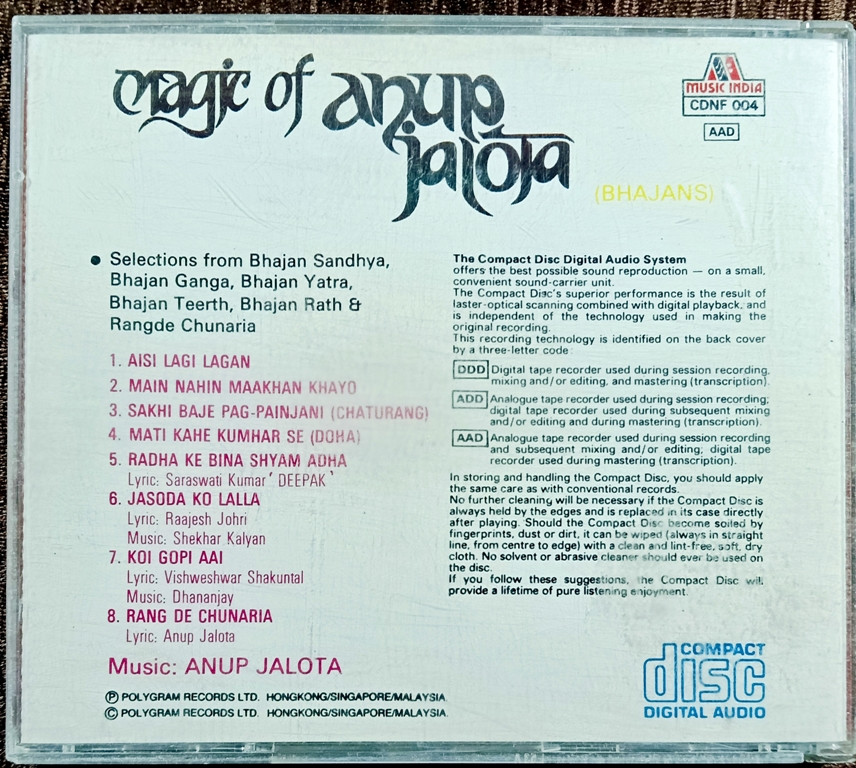 magic of anup
jalota
MUSIC INDIA
CDNF 004
AAD
(BHAJANS)
● Selections from Bhajan Sandhya,
Bhajan Ganga, Bhajan Yatra,
Bhajan Teerth, Bhajan Rath &
Rangde Chunaria
1. AISI LAGI LAGAN
2. MAIN NAHIN MAAKHAN KHAYO
3. SAKHI BAJE PAG-PAINJANI (CHATURANG)
4. MATI KAHE KUMHAR SE (DOHA)
5. RADHA KE BINA SHYAM ADHA
Lyric: Saraswati Kumar ' DEEPAK '
6. JASODA KO LALLA
Lyric: Raajesh Johri
Music: Shekhar Kalyan
7. KOI GOPI AAI
Lyric: Vishweshwar Shakuntal
Music: Dhananjay
8. RANG DE CHUNARIA
Lyric: Anup Jalota
Music: ANUP JALOTA
Ⓟ POLYGRAM RECORDS LTD. HONGKONG/SINGAPORE/MALAYSIA.
© POLYGRAM RECORDS LTD. HONGKONG/SINGAPORE/MALAYSIA.
The Compact Disc Digital Audio System
offers the best possible sound reproduction — on a small,
convenient sound-carrier unit.
The Compact Disc's superior performance is the result of
laster-optical scanning combined with digital playback, and
is independent of the technology used in making the
original recording.
This recording technology is identified on the back cover
by a three-letter code:
DDD Digital tape recorder used during session recording,
mixing and/or editing, and mastering (transcription).
ADD Analogue tape recorder used during session recording;
digital tape recorder used during subsequent mixing
and/or editing and during mastering (transcription).
AAD Analogue tape recorder used during session recording
and subsequent mixing and/or editing; digital tape
recorder used during mastering (transcription).
In storing and handling the Compact Disc, you should apply
the same care as with conventional records.
No further cleaning will be necessary if the Compact Disc is
always held by the edges and is replaced in its case directly
after playing. Should the Compact Disc become soiled by
fingerprints, dust or dirt, it can be wiped (always in straight
line, from centre to edge) with a clean and lint-free, soft, dry
cloth. No solvent or abrasive cleaner should ever be used on
the disc.
If you follow these suggestions, the Compact Disc will
provide a lifetime of pure listening enjoyment.
COMPACT
disc
DIGITAL AUDIO